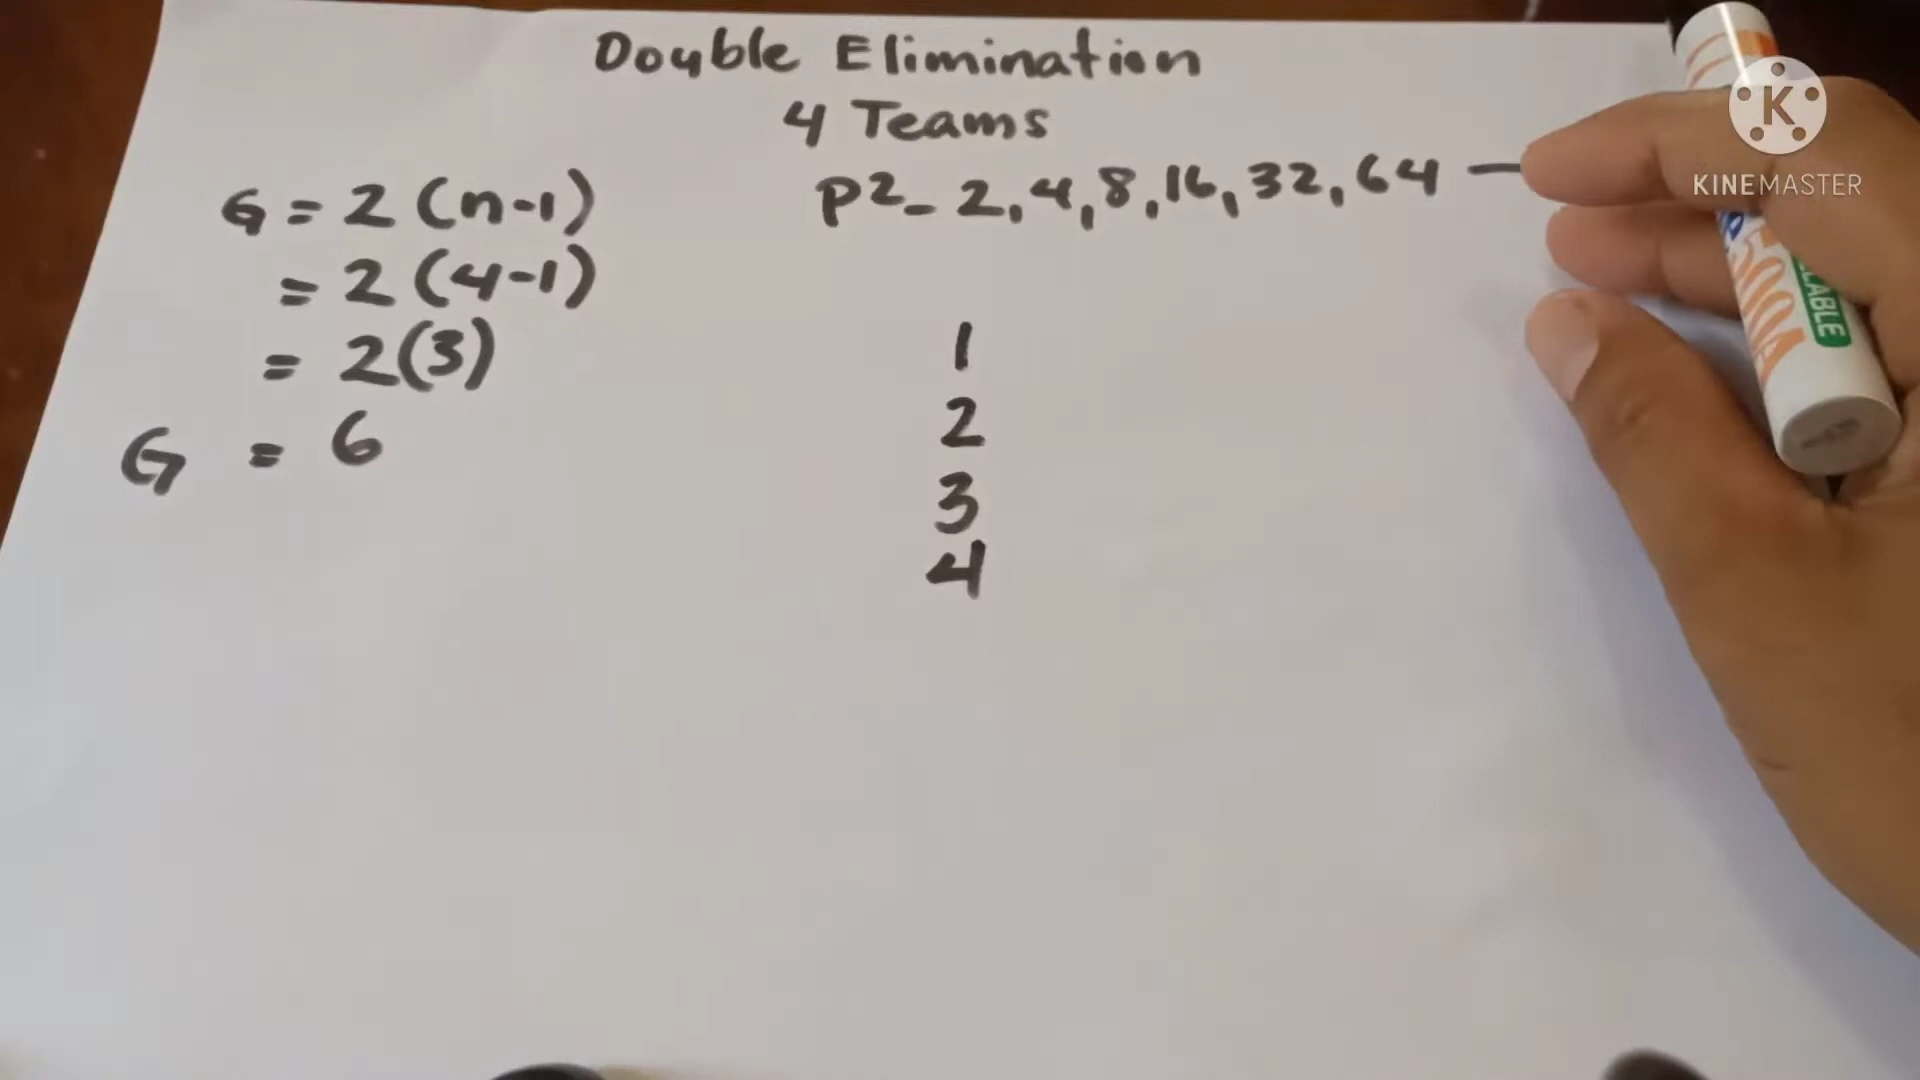 Double Elimination
4 Teams
P2- 2, 4, 8, 16, 32, 64 —
G = 2 (n-1)
= 2 (4-1)
= 2(3)
G = 6
1
2
3
4
K
KINEMASTER